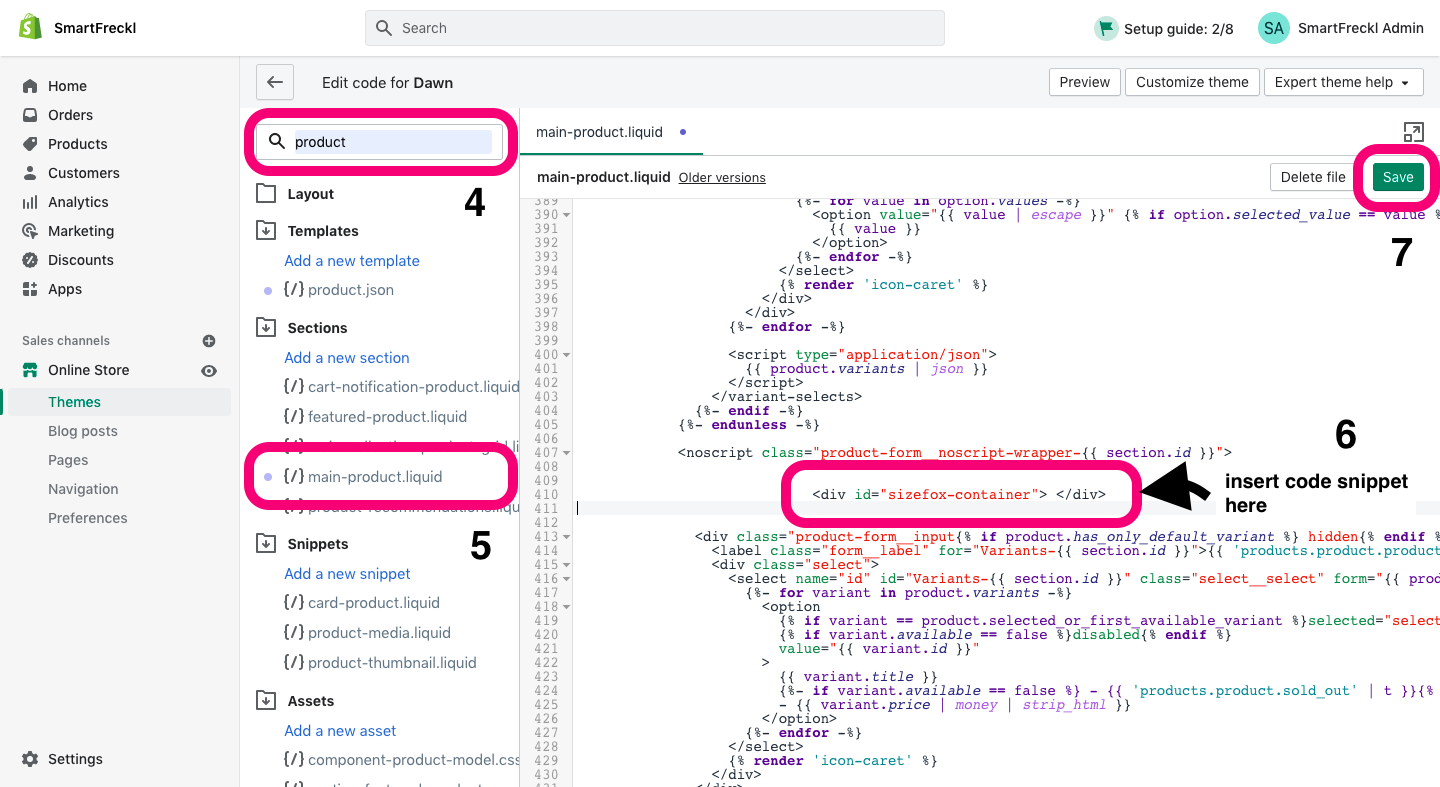 SmartFreckl
Search
Setup guide: 2/8
SA
SmartFreckl Admin
Home
Orders
Products
Customers
Analytics
Marketing
Discounts
Apps
Sales channels
Online Store
Themes
Blog posts
Pages
Navigation
Preferences
Settings
Edit code for Dawn
Preview
Customize theme
Expert theme help
product
4
Layout
Templates
Add a new template
{/} product.json
Sections
Add a new section
{/} cart-notification-product.liquid
{/} featured-product.liquid
{/} main-product.liquid
{/} product-recommendations.liqu
5
Snippets
Add a new snippet
{/} card-product.liquid
{/} product-media.liquid
{/} product-thumbnail.liquid
Assets
Add a new asset
{/} component-product-model.css
main-product.liquid
main-product.liquid Older versions
Delete file
Save
7
389 {%- for value in option.values -%}
390 <option value="{{ value | escape }}" {% if option.selected_value == value %
391 {{ value }}
392 </option>
393 {%- endfor -%}
394 </select>
395 {% render 'icon-caret' %}
396 </div>
397 </div>
398 {%- endfor -%}
399
400 <script type="application/json">
401 {{ product.variants | json }}
402 </script>
403 </variant-selects>
404 {%- endif -%}
405 {%- endunless -%}
406
407 <noscript class="product-form__noscript-wrapper-{{ section.id }}">
408
409
410 <div id="sizefox-container"> </div>
411
412
413 <div class="product-form__input{% if product.has_only_default_variant %} hidden{% endif %
414 <label class="form__label" for="Variants-{{ section.id }}">{{ 'products.product.product
415 <div class="select">
416 <select name="id" id="Variants-{{ section.id }}" class="select__select" form="{{ prod
417 {%- for variant in product.variants -%}
418 <option
419 {% if variant == product.selected_or_first_available_variant %}selected="select
420 {% if variant.available == false %}disabled{% endif %}
421 value="{{ variant.id }}"
422 >
423 {{ variant.title }}
424 {%- if variant.available == false %} - {{ 'products.product.sold_out' | t }}{%
425 - {{ variant.price | money | strip_html }}
426 </option>
427 {%- endfor -%}
428 </select>
429 {% render 'icon-caret' %}
430 </div>
431 </div>
6
insert code snippet
here